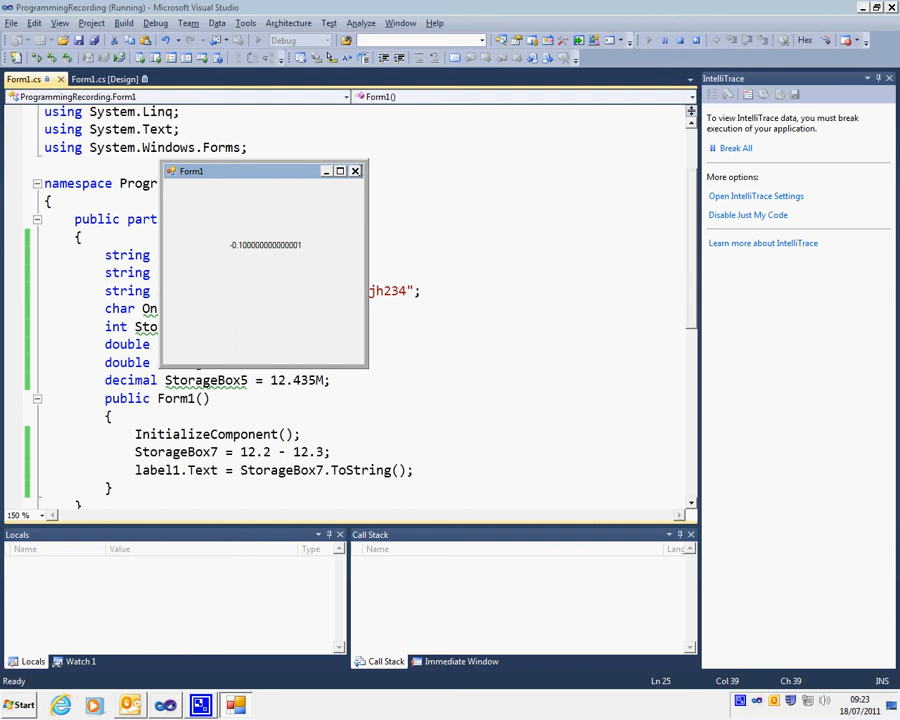 ProgrammingRecording (Running) - Microsoft Visual Studio
File Edit View Project Build Debug Team Data Tools Architecture Test Analyze Window Help
Debug Hex
Form1.cs Form1.cs [Design] IntelliTrace
ProgrammingRecording.Form1 Form1()
using System.Linq;
using System.Text;
using System.Windows.Forms;
namespace Progr
{
public part
{
string
string
string jh234";
char On
int Sto
double
double
decimal StorageBox5 = 12.435M;
public Form1()
{
InitializeComponent();
StorageBox7 = 12.2 - 12.3;
label1.Text = StorageBox7.ToString();
}
}
Form1
-0.100000000000001
To view IntelliTrace data, you must break
execution of your application.
Break All
More options:
Open IntelliTrace Settings
Disable Just My Code
Learn more about IntelliTrace
150 %
Locals
Name Value Type
Call Stack
Name Lang
Locals Watch 1
Call Stack Immediate Window
Ready Ln 25 Col 39 Ch 39 INS
Start
09:23
18/07/2011